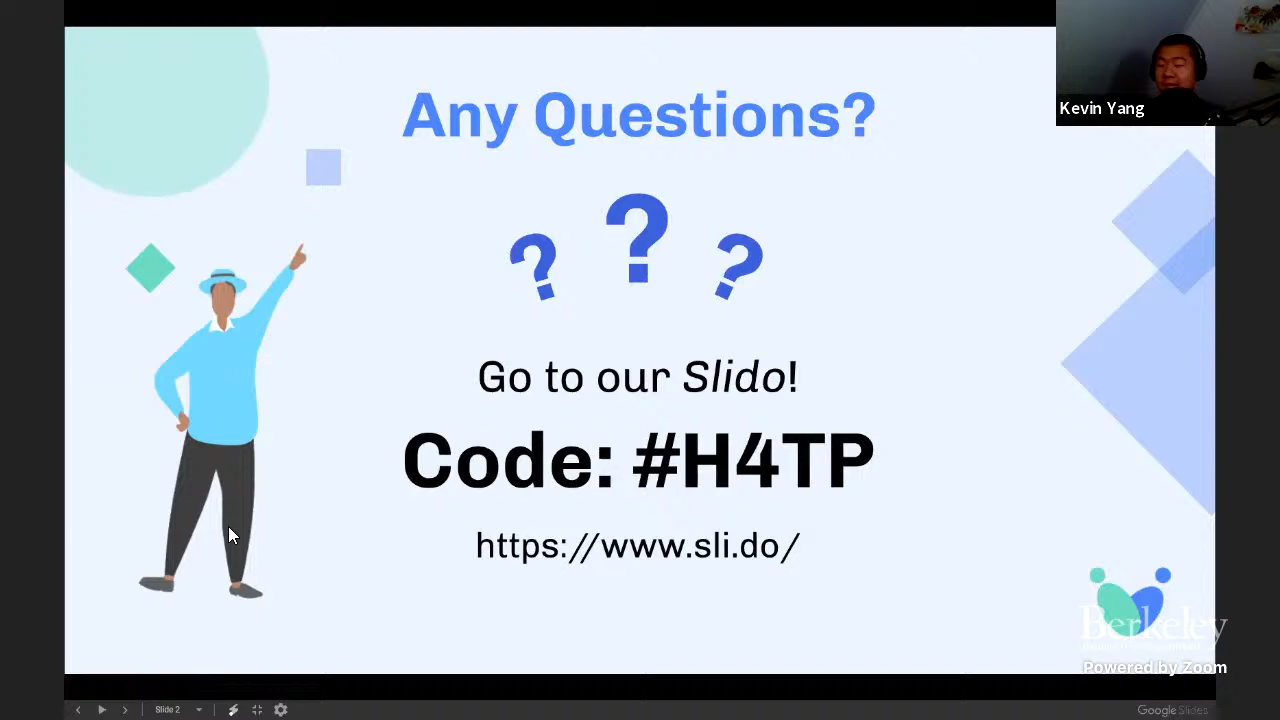 Any Questions?
? ? ?
Go to our Slido!
Code: #H4TP
https://www.sli.do/
Kevin Yang
Berkeley
Powered by Zoom
Slide 2
Google Slides